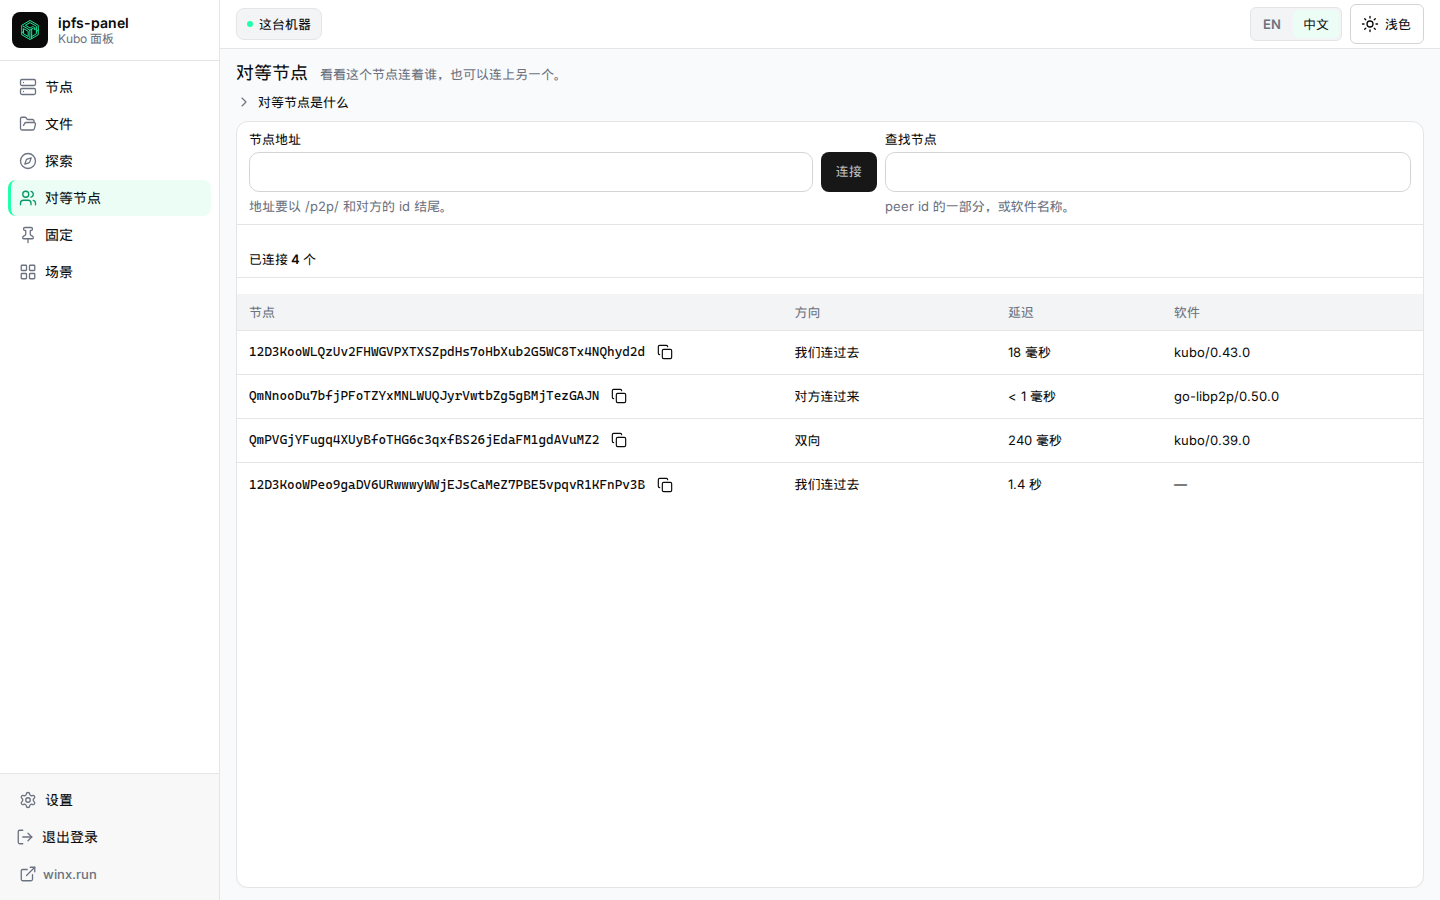 ipfs-panel
Kubo 面板
节点
文件
探索
对等节点
固定
场景
设置
退出登录
winx.run
这台机器
EN 中文
浅色
对等节点 看看这个节点连着谁，也可以连上另一个。
对等节点是什么
节点地址
连接
地址要以 /p2p/ 和对方的 id 结尾。
查找节点
peer id 的一部分，或软件名称。
已连接 4 个
节点 方向 延迟 软件
12D3KooWLQzUv2FHWGVPXTXSZpdHs7oHbXub2G5WC8Tx4NQhyd2d 我们连过去 18 毫秒 kubo/0.43.0
QmNnooDu7bfjPFoTZYxMNLWUQJyrVwtbZg5gBMjTezGAJN 对方连过来 < 1 毫秒 go-libp2p/0.50.0
QmPVGjYFugq4XUyBfoTHG6c3qxfBS26jEdaFM1gdAVuMZ2 双向 240 毫秒 kubo/0.39.0
12D3KooWPeo9gaDV6URwwwyWWjEJsCaMeZ7PBE5vpqvR1KFnPv3B 我们连过去 1.4 秒 —